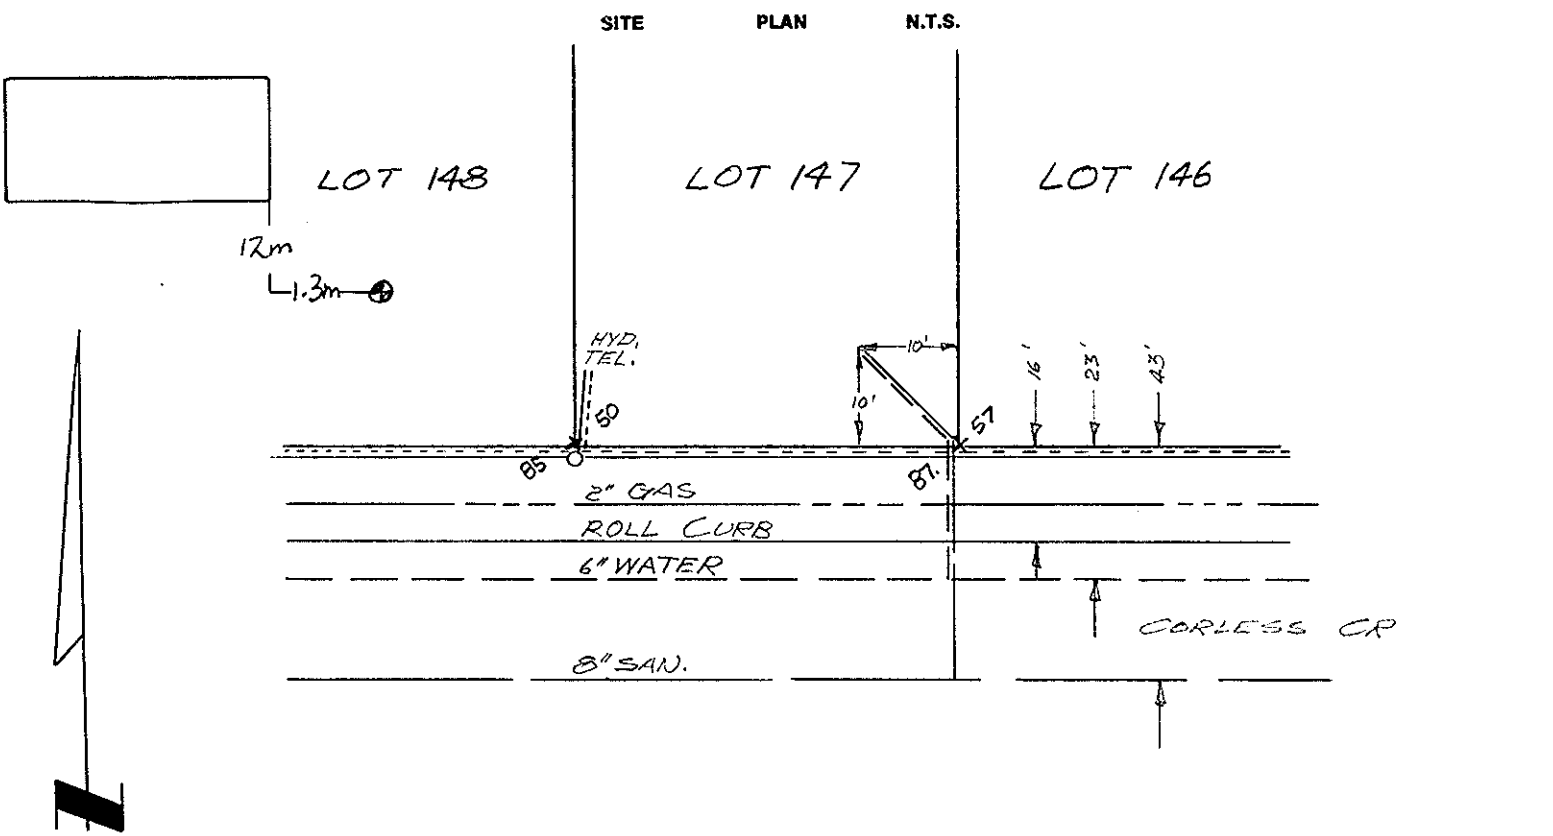 SITE PLAN N.T.S.
LOT 148 LOT 147 LOT 146
12m
1.3m
HYD,
TEL.
10'
10'
16'
23'
43'
50
57
85
87.
2" GAS
ROLL CURB
6" WATER
CORLESS CR
8" SAN.
N